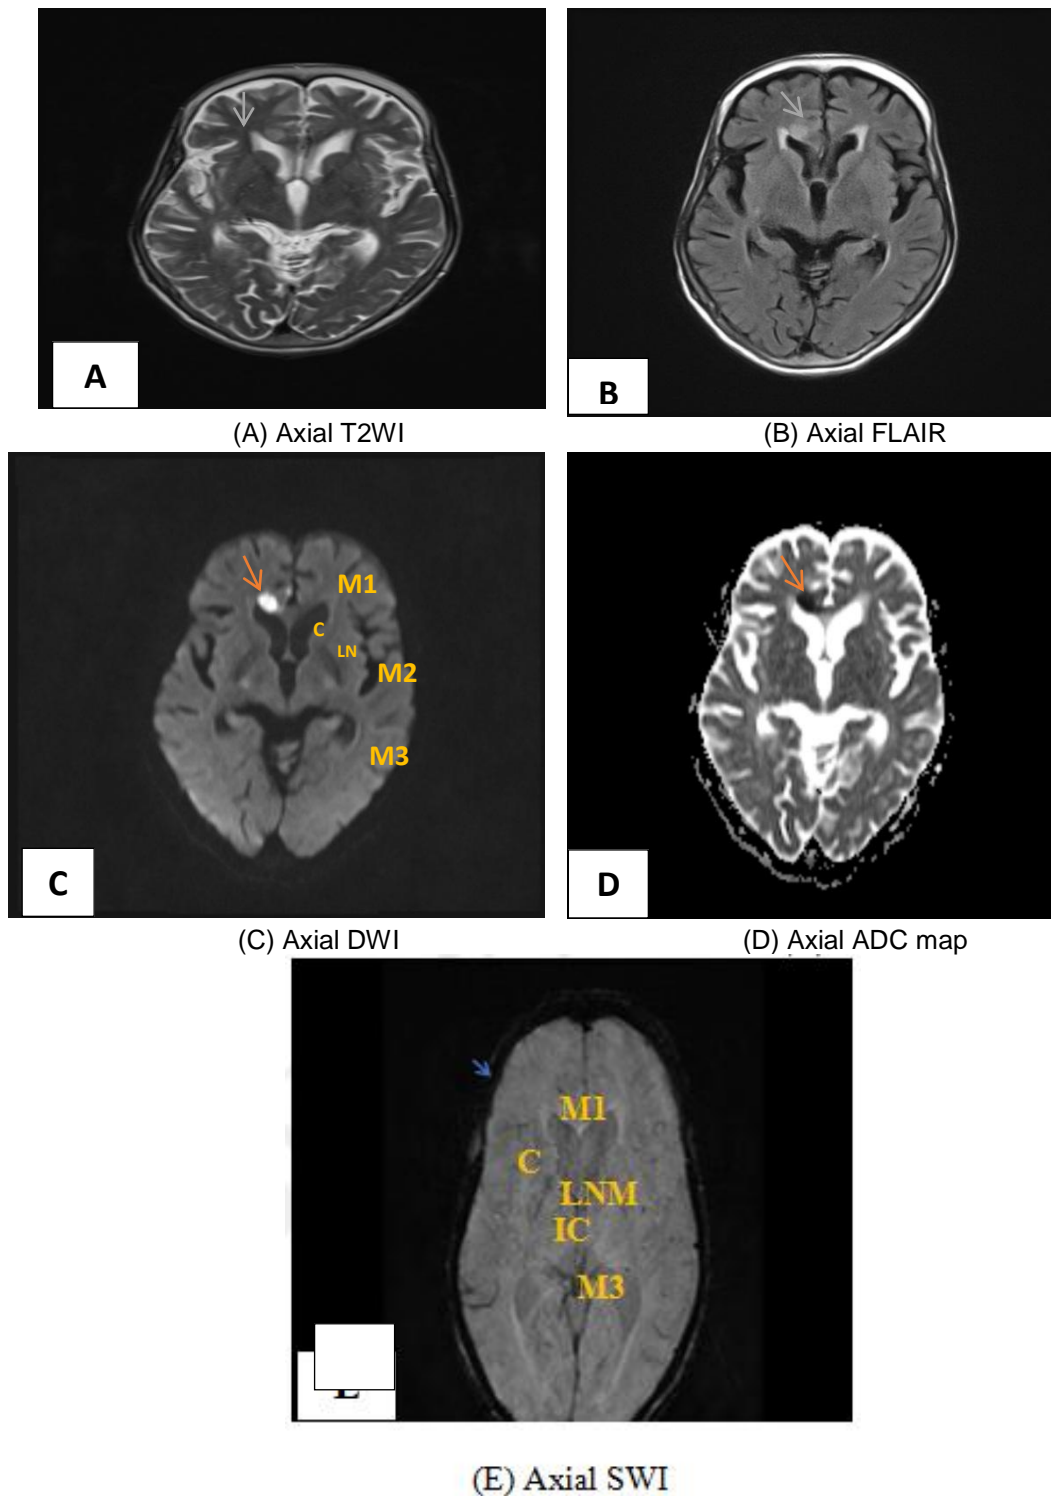 A
B
(A) Axial T2WI
(B) Axial FLAIR
M1
C
LN
M2
M3
C
D
(C) Axial DWI
(D) Axial ADC map
M1
C
LNM
IC
M3
(E) Axial SWI